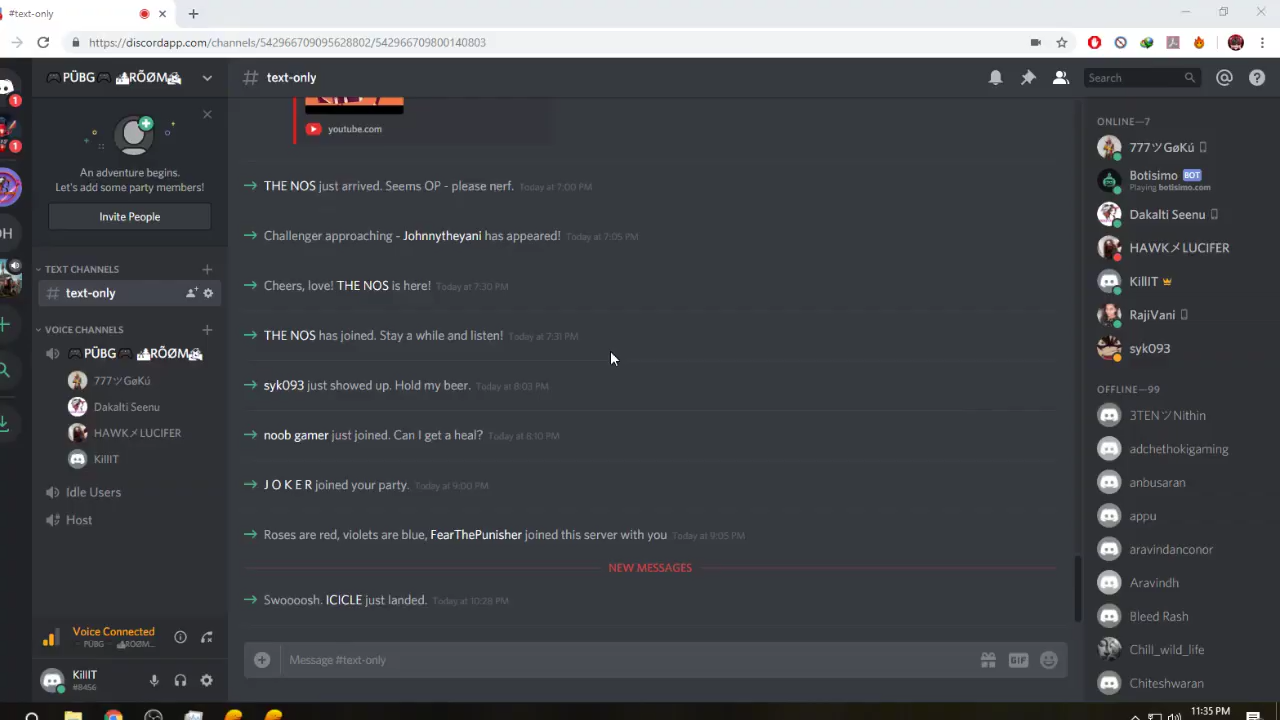 #text-only
https://discordapp.com/channels/542966709095628802/542966709800140803
🎮PŪBG🎮 RÕØM
# text-only
Search
An adventure begins.
Let's add some party members!
Invite People
TEXT CHANNELS
# text-only
VOICE CHANNELS
🎮PŪBG🎮 RÕØM
777ツGøKú
Dakalti Seenu
HAWK〆LUCIFER
KillIT
Idle Users
Host
Voice Connected
PŪBG RÕØM...
KillIT
#8456
youtube.com
THE NOS just arrived. Seems OP - please nerf. Today at 7:00 PM
Challenger approaching - Johnnytheyani has appeared! Today at 7:05 PM
Cheers, love! THE NOS is here! Today at 7:30 PM
THE NOS has joined. Stay a while and listen! Today at 7:31 PM
syk093 just showed up. Hold my beer. Today at 8:03 PM
noob gamer just joined. Can I get a heal? Today at 8:10 PM
J O K E R joined your party. Today at 9:00 PM
Roses are red, violets are blue, FearThePunisher joined this server with you Today at 9:05 PM
NEW MESSAGES
Swoooosh. ICICLE just landed. Today at 10:28 PM
Message #text-only
GIF
ONLINE—7
777ツGøKú
Botisimo BOT
Playing botisimo.com
Dakalti Seenu
HAWK〆LUCIFER
KillIT
RajiVani
syk093
OFFLINE—99
3TENツNithin
adchethokigaming
anbusaran
appu
aravindanconor
Aravindh
Bleed Rash
Chill_wild_life
Chiteshwaran
11:35 PM